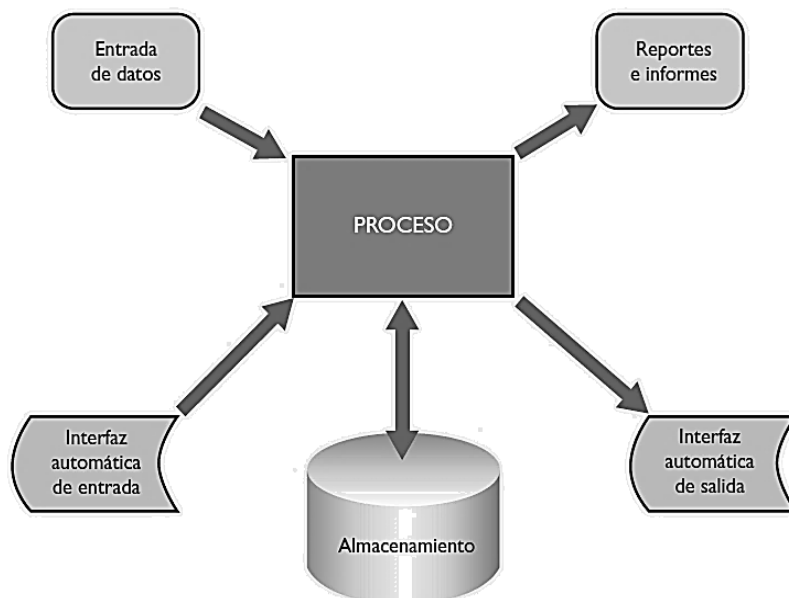 Entrada
de datos
Reportes
e informes
PROCESO
Interfaz
automática
de entrada
Almacenamiento
Interfaz
automática
de salida